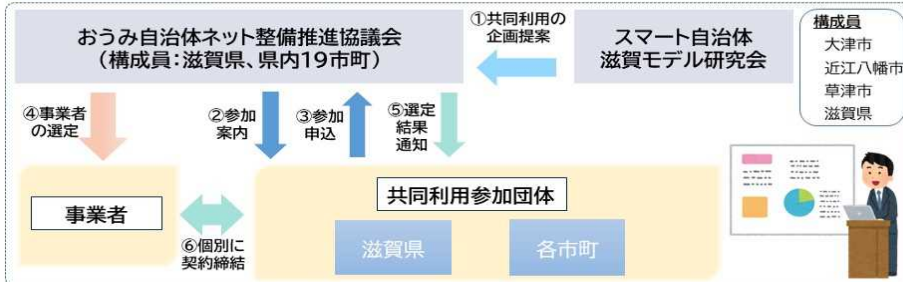 おうみ自治体ネット整備推進協議会
（構成員：滋賀県、県内19市町）
①共同利用の
企画提案
スマート自治体
滋賀モデル研究会
構成員
大津市
近江八幡市
草津市
滋賀県
④事業者
の選定
②参加
案内
③参加
申込
⑤選定
結果
通知
事業者
⑥個別に
契約締結
共同利用参加団体
滋賀県
各市町